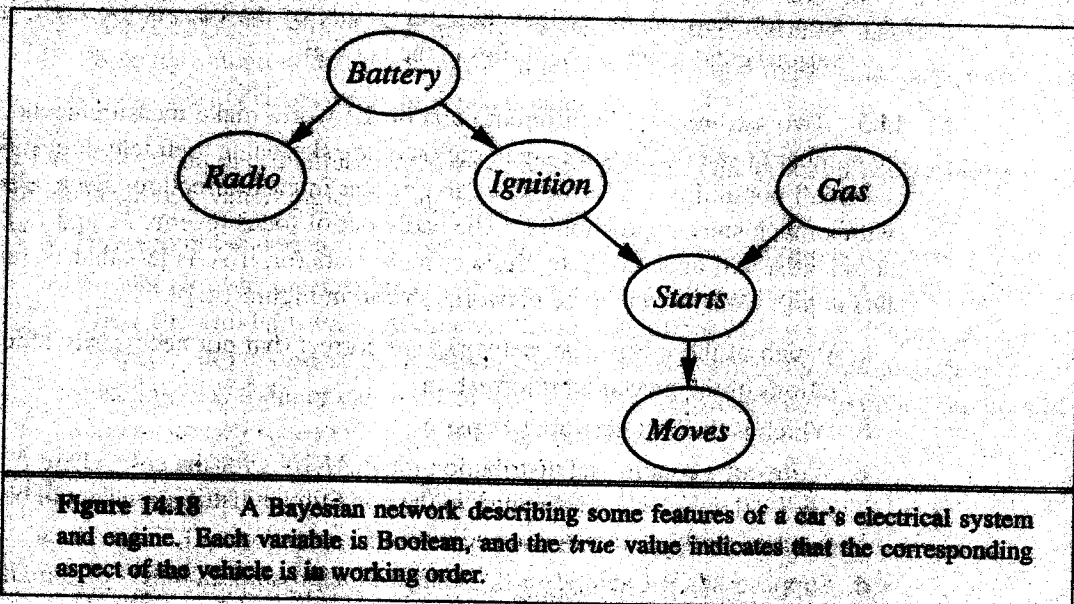 Battery
Radio
Ignition
Gas
Starts
Moves
Figure 14.18 A Bayesian network describing some features of a car's electrical system
and engine. Each variable is Boolean, and the true value indicates that the corresponding
aspect of the vehicle is in working order.